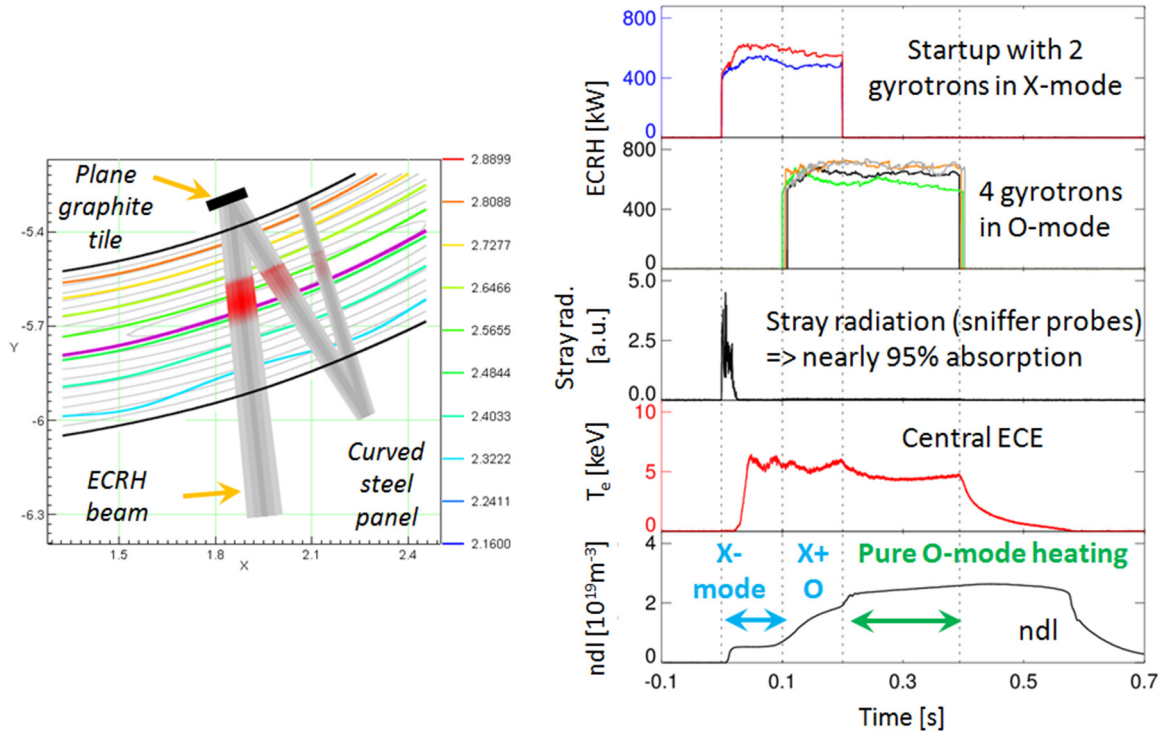 Plane
graphite
tile
-5.4
-5.7
Y
-6
-6.3
ECRH
beam
Curved
steel
panel
1.5
1.8
2.1
2.4
X
2.8899
2.8088
2.7277
2.6466
2.5655
2.4844
2.4033
2.3222
2.2411
2.1600
ECRH [kW]
800
400
0
Startup with 2
gyrotrons in X-mode
800
400
0
4 gyrotrons
in O-mode
Stray rad.
[a.u.]
5.0
2.5
0.0
Stray radiation (sniffer probes)
=> nearly 95% absorption
Te [keV]
10
5
0
Central ECE
ndl [10¹⁹m⁻³]
4
2
0
X-
mode
X+
O
Pure O-mode heating
ndl
-0.1
0.1
0.3
0.5
0.7
Time [s]